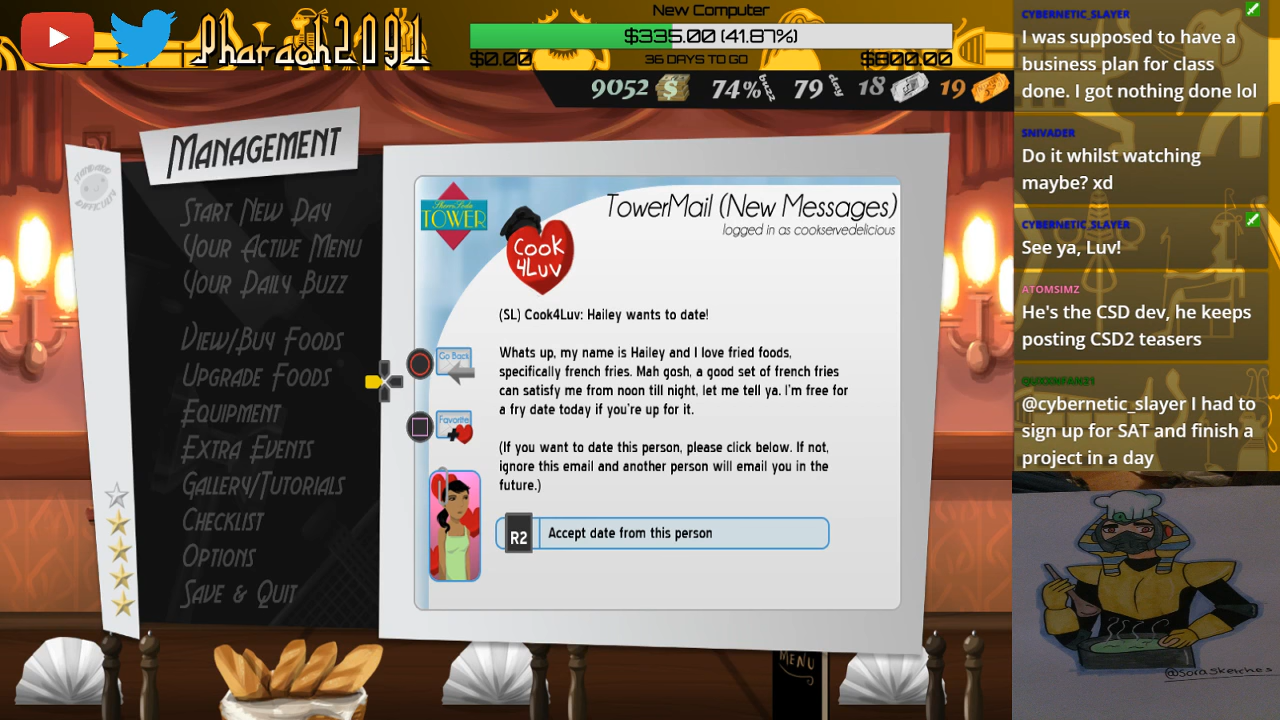 Pharaoh2091
New Computer
$335.00 (41.87%)
$0.00
36 DAYS TO GO
$800.00
9052 $ 74% buzz 79 day 18 19
MANAGEMENT
START NEW DAY
YOUR ACTIVE MENU
YOUR DAILY BUZZ
VIEW/BUY FOODS
UPGRADE FOODS
EQUIPMENT
EXTRA EVENTS
GALLERY/TUTORIALS
CHECKLIST
OPTIONS
SAVE & QUIT
TOWER
Cook
4Luv
TowerMail (New Messages)
logged in as cookservedelicious
(SL) Cook4Luv: Hailey wants to date!
Whats up, my name is Hailey and I love fried foods,
specifically french fries. Mah gosh, a good set of french fries
can satisfy me from noon till night, let me tell ya. I'm free for
a fry date today if you're up for it.
(If you want to date this person, please click below. If not,
ignore this email and another person will email you in the
future.)
Go Back
Favorite
R2 Accept date from this person
MENU
CYBERNETIC_SLAYER
I was supposed to have a
business plan for class
done. I got nothing done lol
SNIVADER
Do it whilst watching
maybe? xd
CYBERNETIC_SLAYER
See ya, Luv!
ATOMSIMZ
He's the CSD dev, he keeps
posting CSD2 teasers
@cybernetic_slayer I had to
sign up for SAT and finish a
project in a day
@SoraSketches